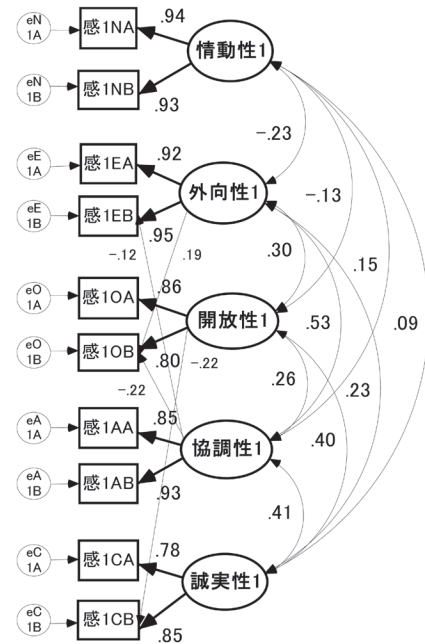 eN
1A
感1NA
.94
情動性1
eN
1B
感1NB
.93
-.23
eE
1A
感1EA
.92
外向性1
-.13
eE
1B
感1EB
.95
-.12
.19
.30
.15
eO
1A
感1OA
.86
開放性1
.53
.09
eO
1B
感1OB
.80
-.22
.26
-.22
.23
eA
1A
感1AA
.85
協調性1
.40
eA
1B
感1AB
.93
.41
eC
1A
感1CA
.78
誠実性1
eC
1B
感1CB
.85